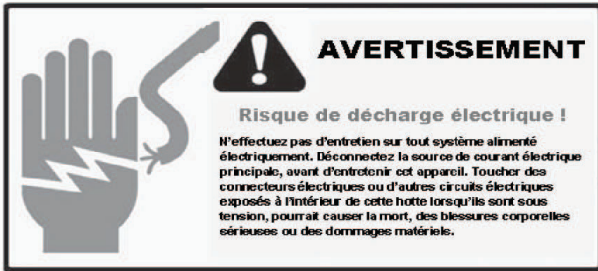 AVERTISSEMENT
Risque de décharge électrique !
N'effectuez pas d'entretien sur tout système alimenté
électriquement. Déconnectez la source de courant électrique
principale, avant d'entretenir cet appareil. Toucher des
connecteurs électriques ou d'autres circuits électriques
exposés à l'intérieur de cette hotte lorsqu'ils sont sous
tension, pourrait causer la mort, des blessures corporelles
sérieuses ou des dommages matériels.